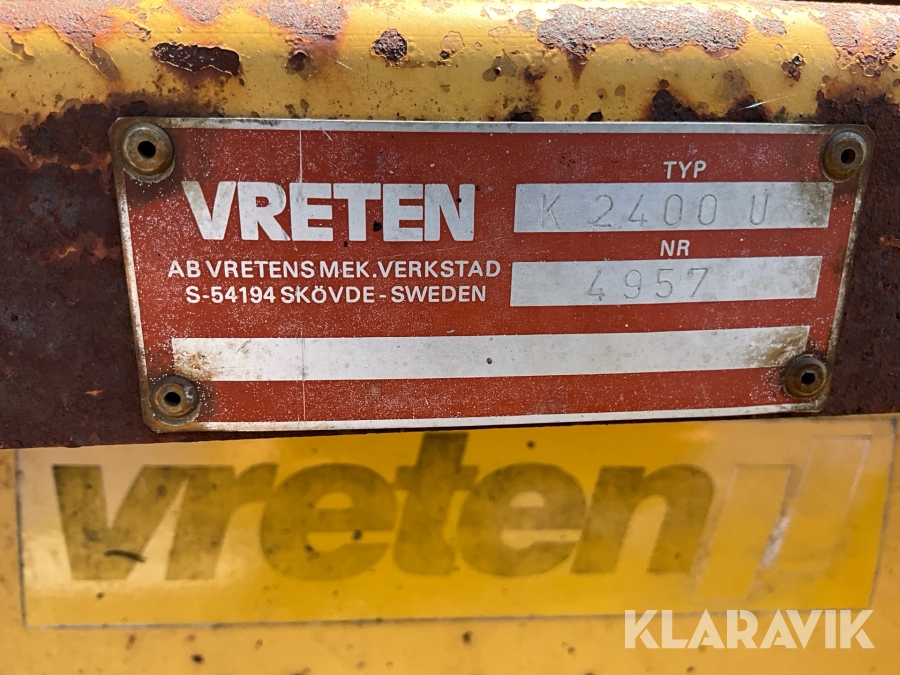 VRETEN
AB VRETENS MEK. VERKSTAD
S-54194 SKÖVDE - SWEDEN
TYP
K 2400 U
NR
4957
vreten
KLARAVIK